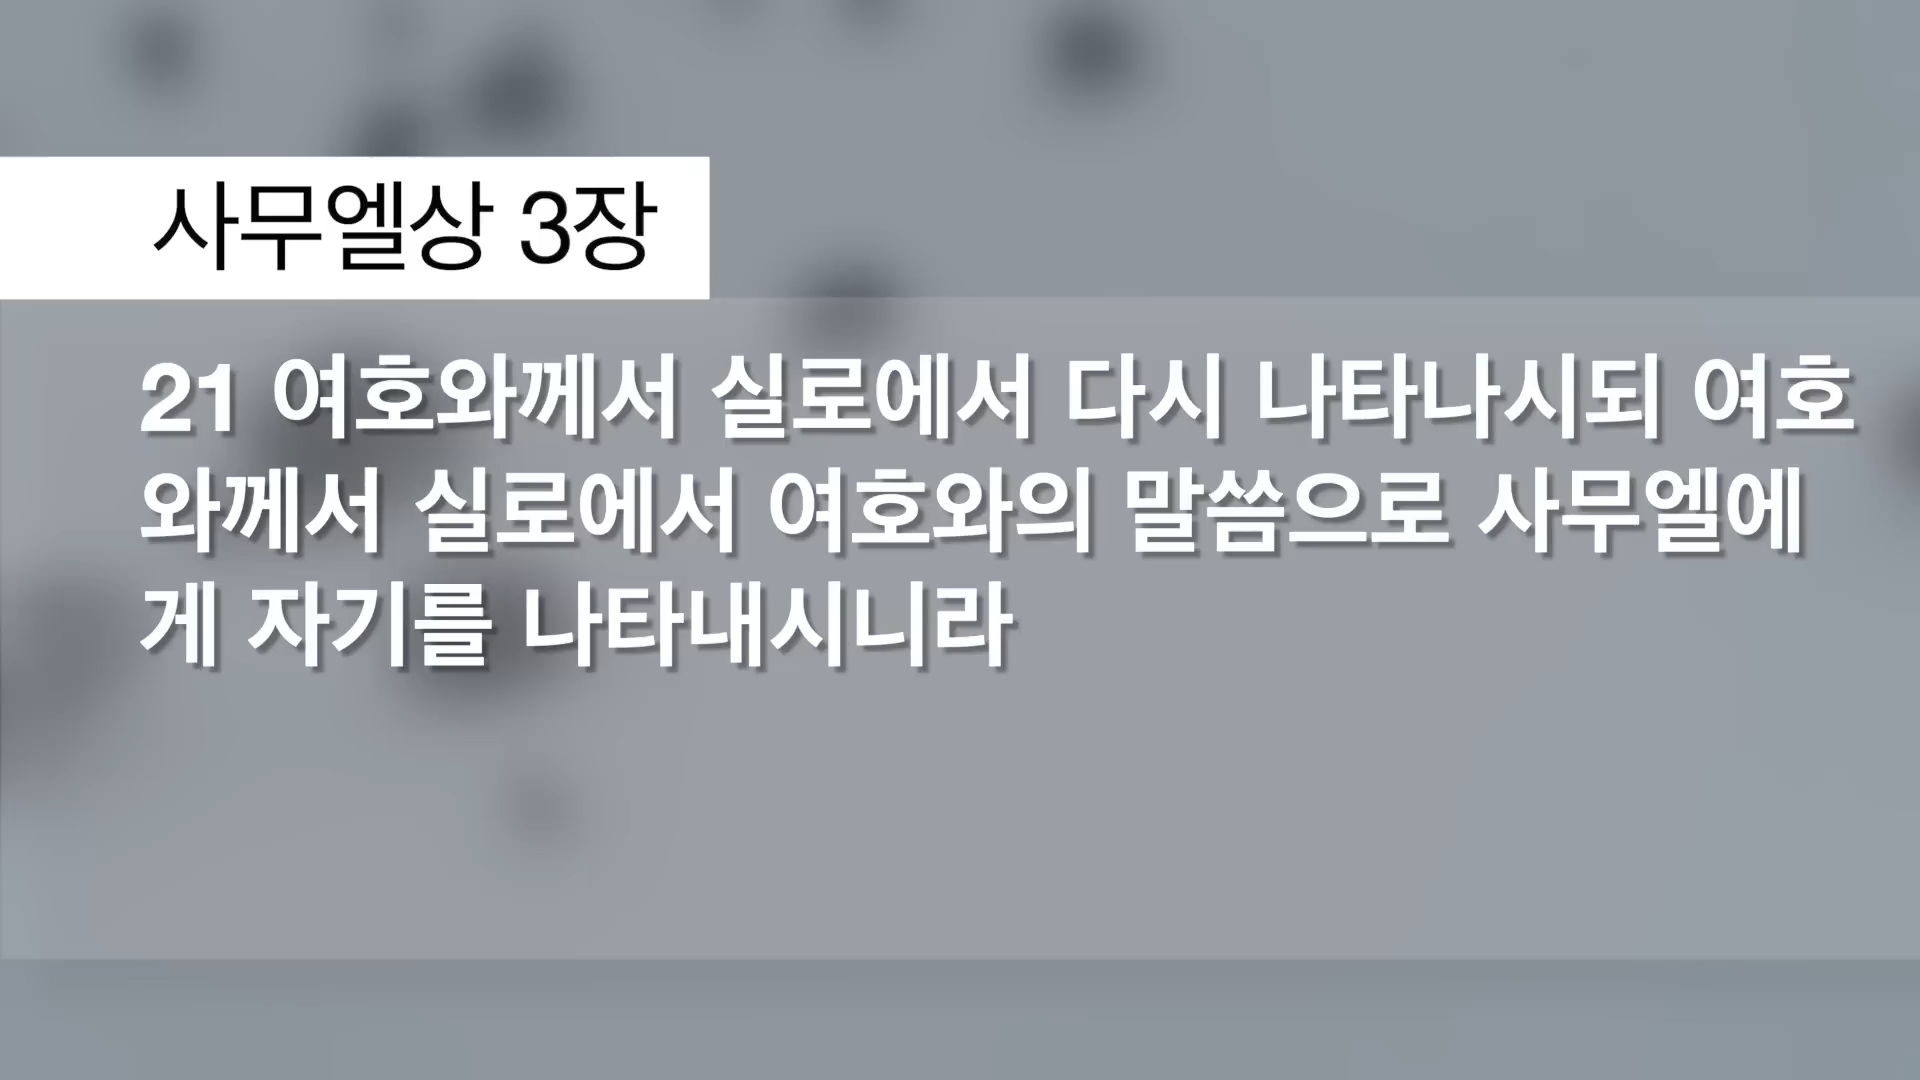 사무엘상 3장
21 여호와께서 실로에서 다시 나타나시되 여호
와께서 실로에서 여호와의 말씀으로 사무엘에
게 자기를 나타내시니라